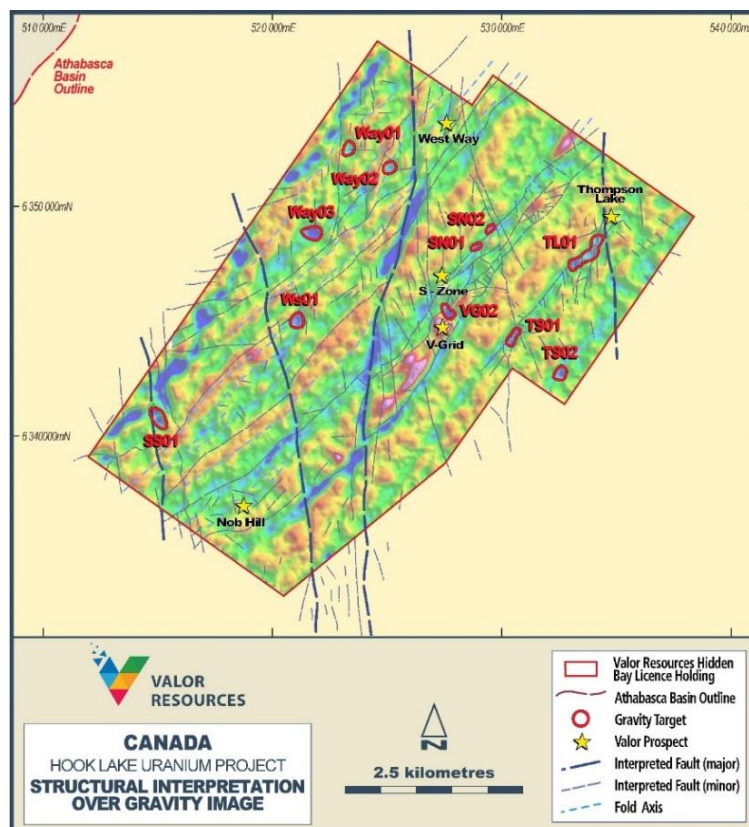 510 000mE
520 000mE
530 000mE
540 000mE
Athabasca
Basin
Outline
Way01
West Way
Way02
6 350 000mN
Thompson
Lake
Way03
SN02
SN01
TL01
S - Zone
Ws01
VG02
V-Grid
TS01
TS02
SS01
6 340 000mN
Nob Hill
VALOR
RESOURCES
CANADA
HOOK LAKE URANIUM PROJECT
STRUCTURAL INTERPRETATION
OVER GRAVITY IMAGE
N
2.5 kilometres
Valor Resources Hidden
Bay Licence Holding
Athabasca Basin Outline
Gravity Target
Valor Prospect
Interpreted Fault (major)
Interpreted Fault (minor)
Fold Axis